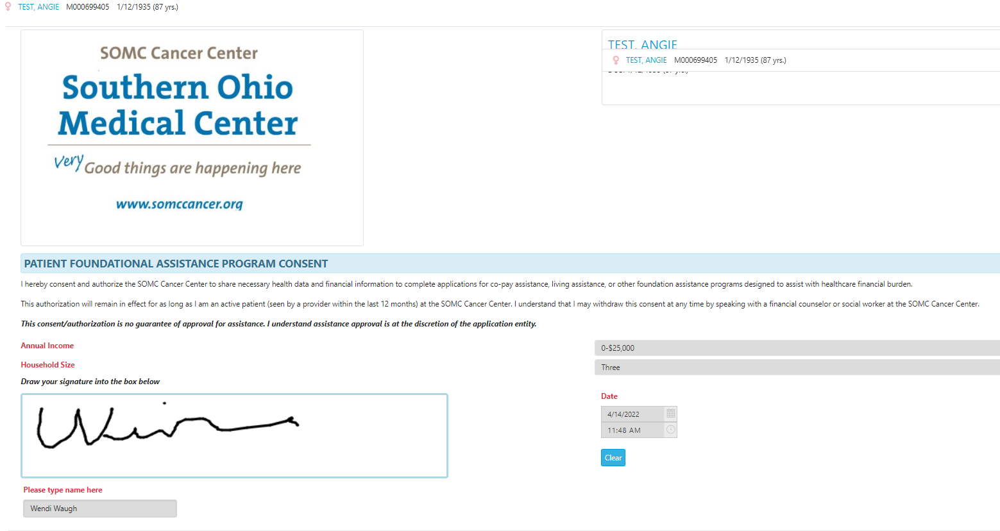 TEST, ANGIE M000699405 1/12/1935 (87 yrs.)
SOMC Cancer Center
Southern Ohio
Medical Center
Very Good things are happening here
www.somccancer.org
TEST, ANGIE
TEST, ANGIE M000699405 1/12/1935 (87 yrs.)
PATIENT FOUNDATIONAL ASSISTANCE PROGRAM CONSENT
I hereby consent and authorize the SOMC Cancer Center to share necessary health data and financial information to complete applications for co-pay assistance, living assistance, or other foundation assistance programs designed to assist with healthcare financial burden.
This authorization will remain in effect for as long as I am an active patient (seen by a provider within the last 12 months) at the SOMC Cancer Center. I understand that I may withdraw this consent at any time by speaking with a financial counselor or social worker at the SOMC Cancer Center.
This consent/authorization is no guarantee of approval for assistance. I understand assistance approval is at the discretion of the application entity.
Annual Income
0-$25,000
Household Size
Three
Draw your signature into the box below
Date
4/14/2022
11:48 AM
Clear
Please type name here
Wendi Waugh